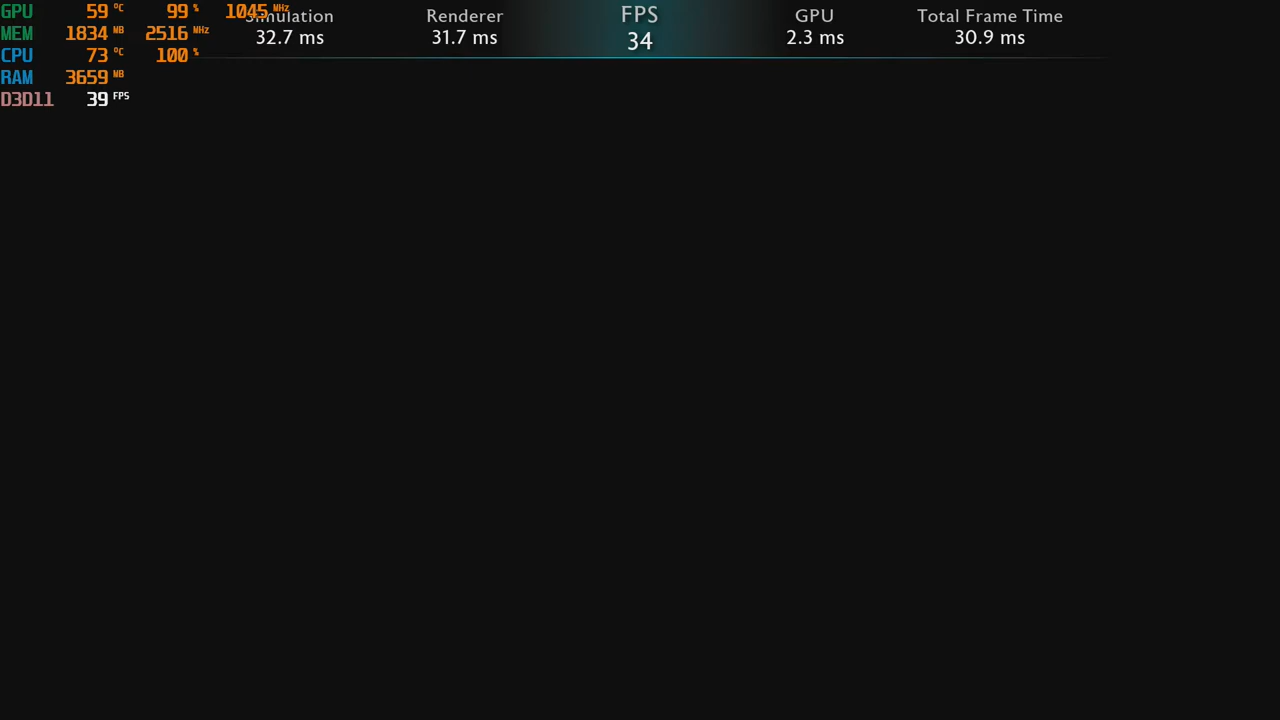 GPU 59 °C 99 % 1045 MHz
MEM 1834 MB 2516 MHz
CPU 73 °C 100 %
RAM 3659 MB
D3D11 39 FPS
Simulation Renderer FPS GPU Total Frame Time
32.7 ms 31.7 ms 34 2.3 ms 30.9 ms